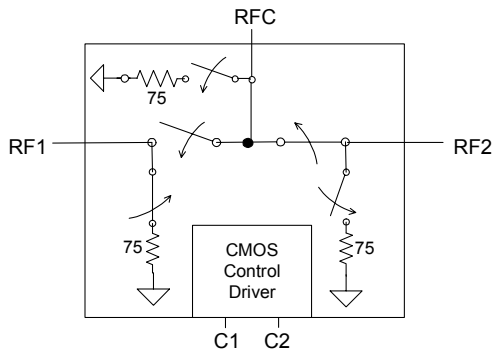 RFC
75
RF1
RF2
75
75
CMOS
Control
Driver
C1 C2